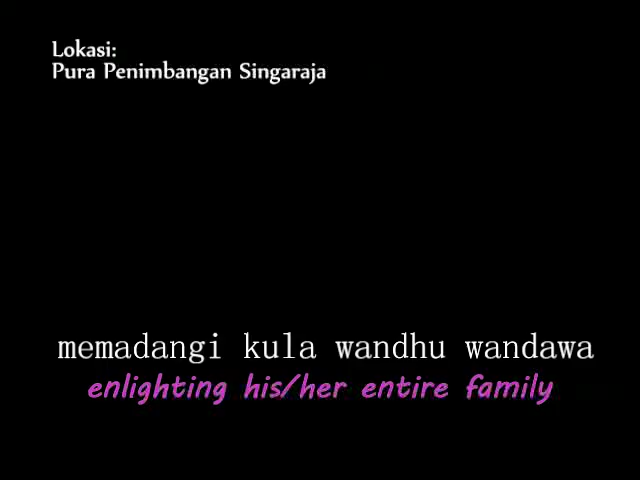 Lokasi:
Pura Penimbangan Singaraja
memadangi kula wandhu wandawa
enlighting his/her entire family